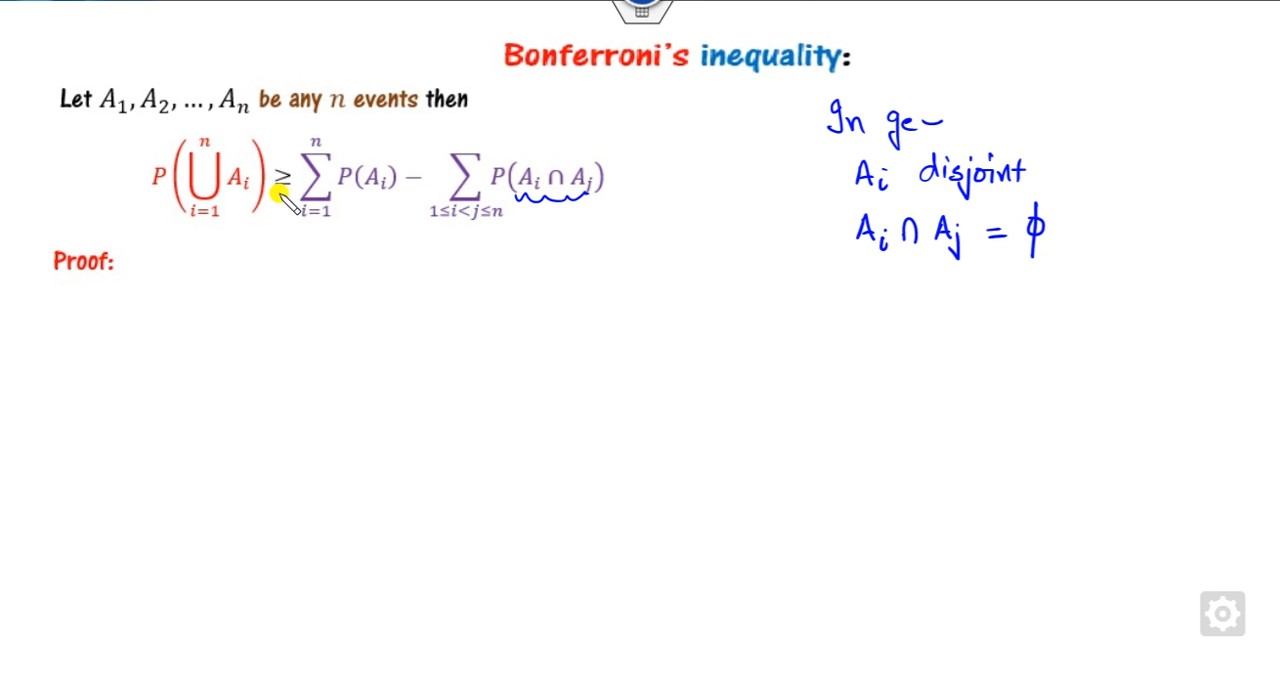 Bonferroni's inequality:
Let A₁, A₂, ..., Aₙ be any n events then
P(⋃ᵢ₌₁ⁿ Aᵢ) ≥ ∑ᵢ₌₁ⁿ P(Aᵢ) − ∑_{1≤i<j≤n} P(Aᵢ ∩ Aⱼ)
In ge
Aᵢ disjoint
Aᵢ ∩ Aⱼ = ϕ
Proof: